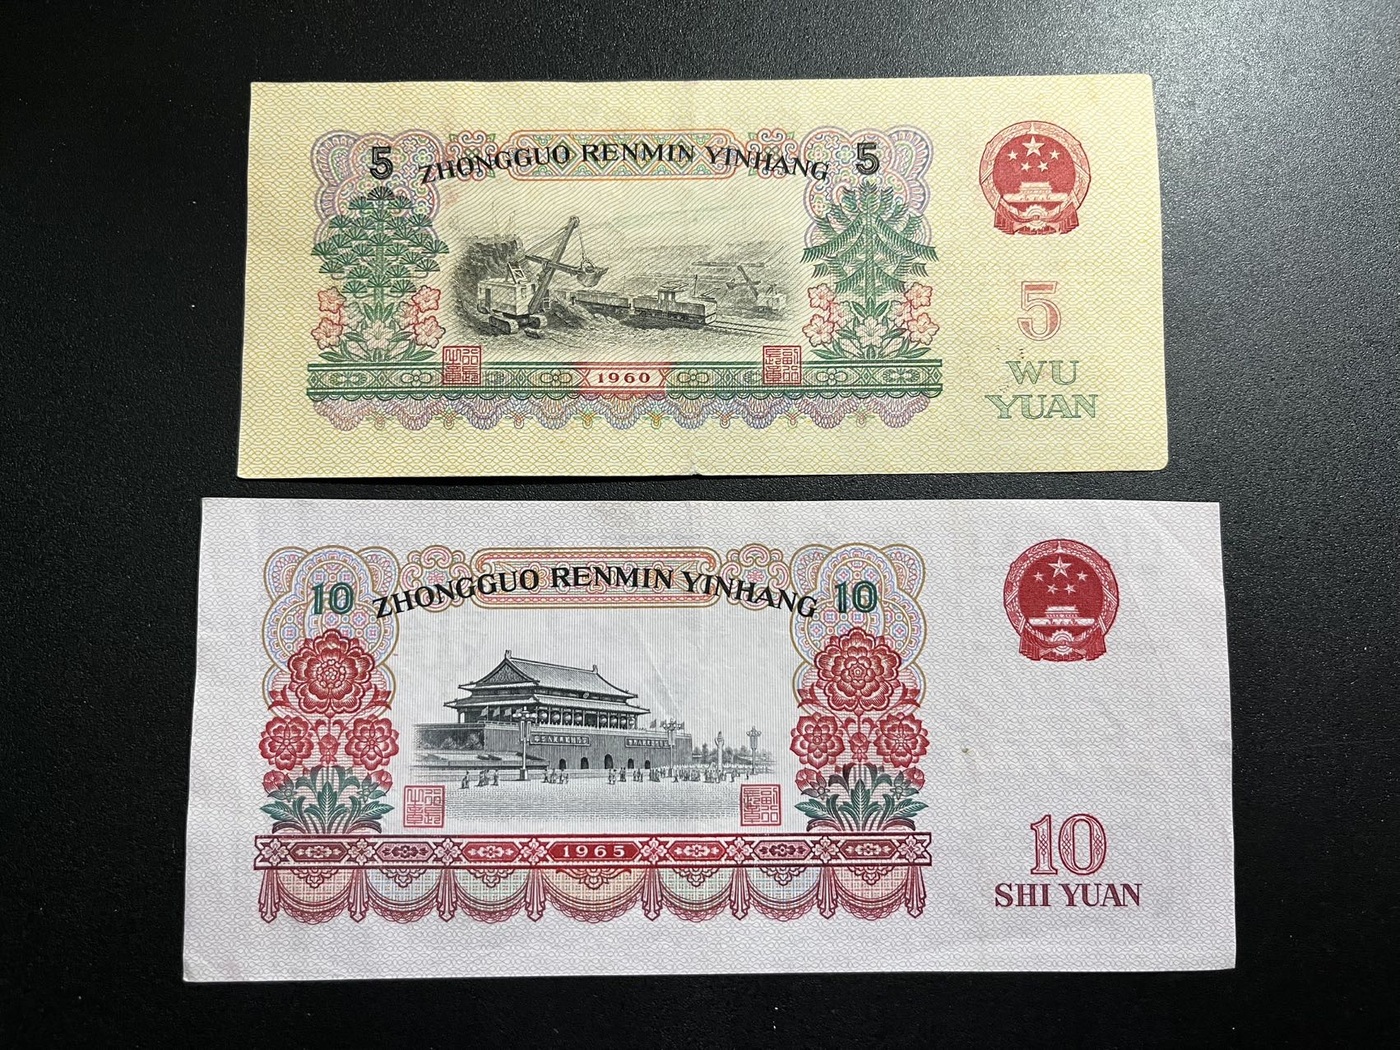 5 ZHONGGUO RENMIN YINHANG 5
5
WU
YUAN
1960
10 ZHONGGUO RENMIN YINHANG 10
10
SHI YUAN
1965